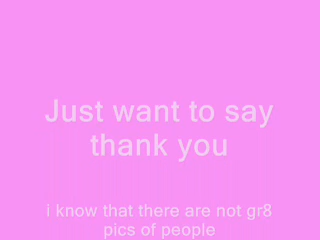 Just want to say
thank you
i know that there are not gr8
pics of people